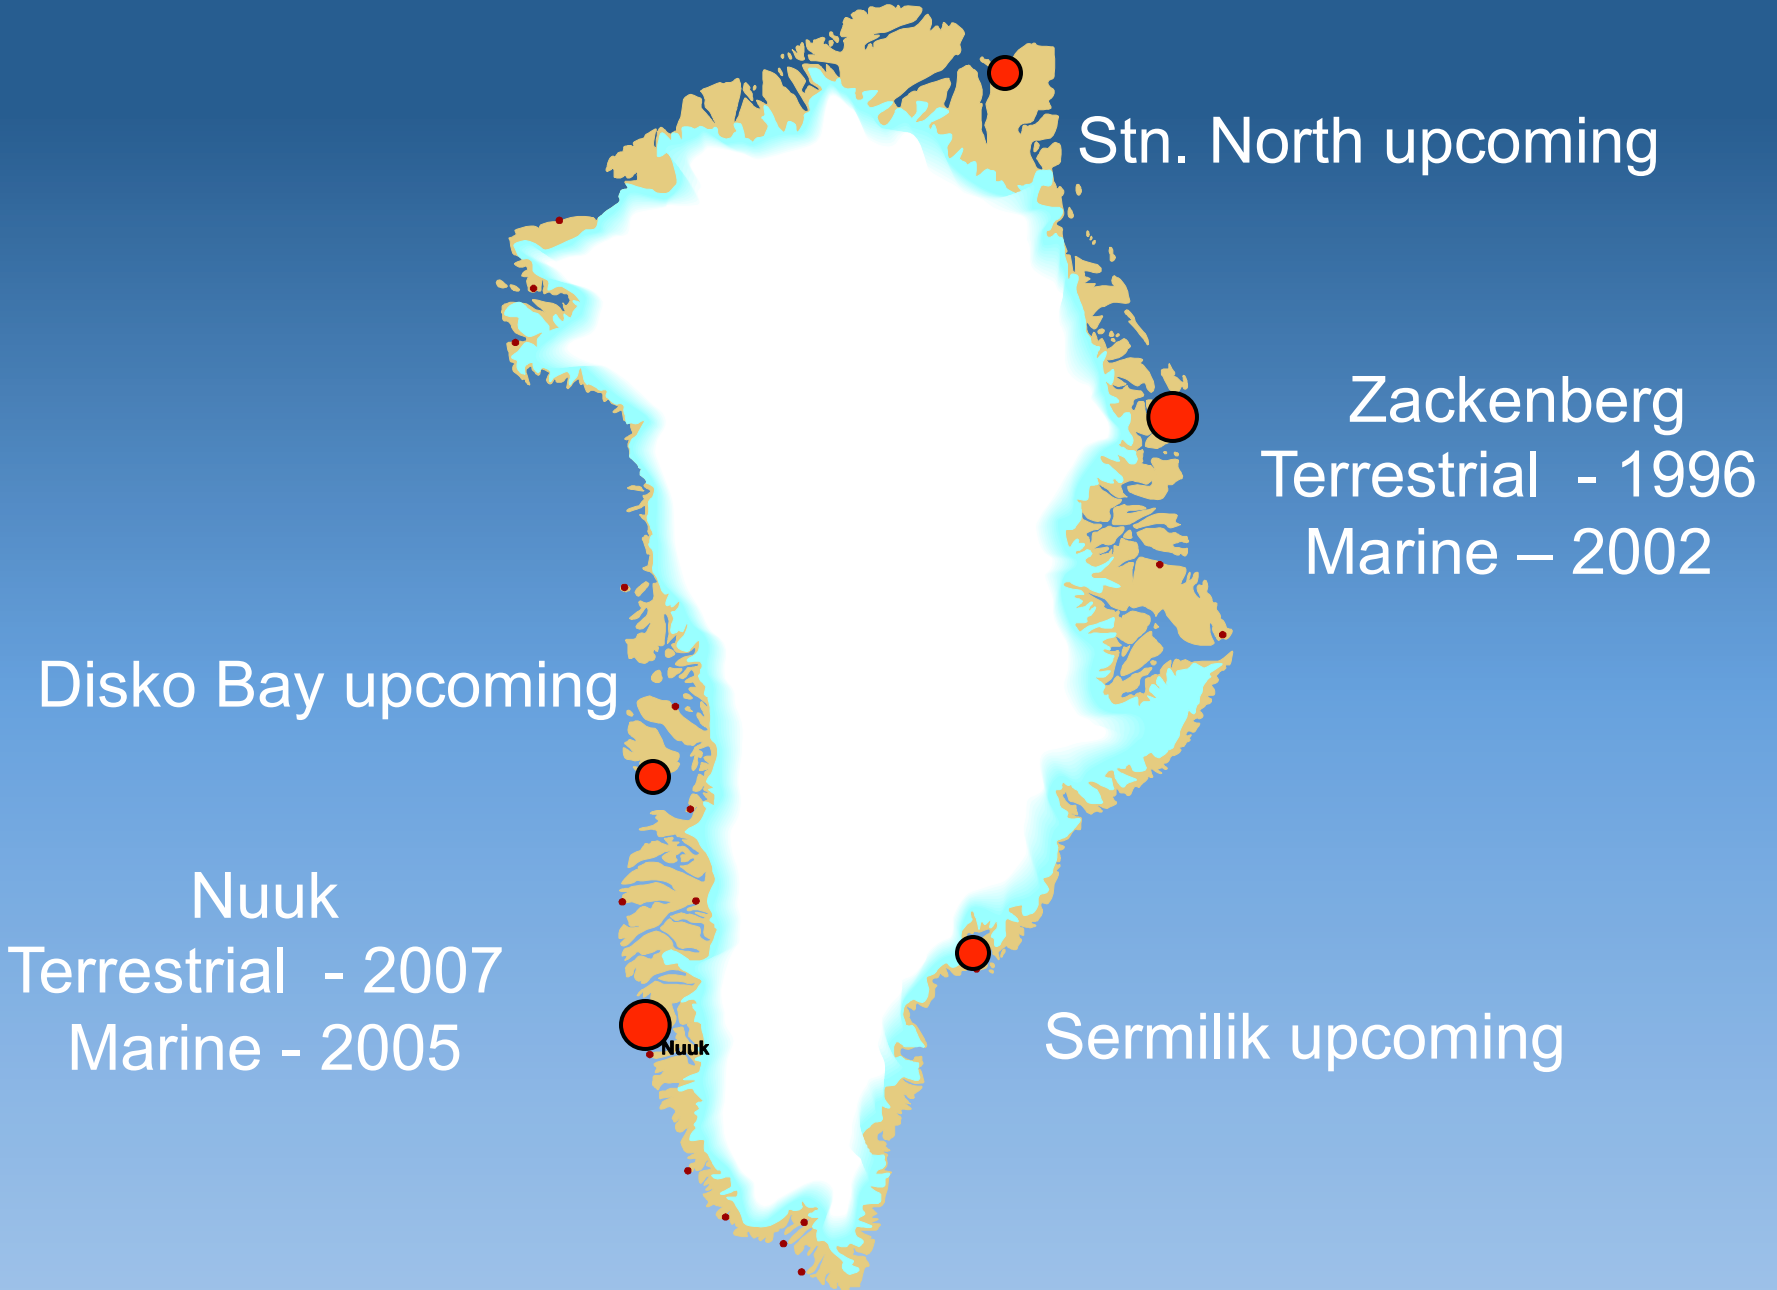 Stn. North upcoming
Zackenberg
Terrestrial - 1996
Marine – 2002
Disko Bay upcoming
Nuuk
Terrestrial - 2007
Marine - 2005
Nuuk
Sermilik upcoming